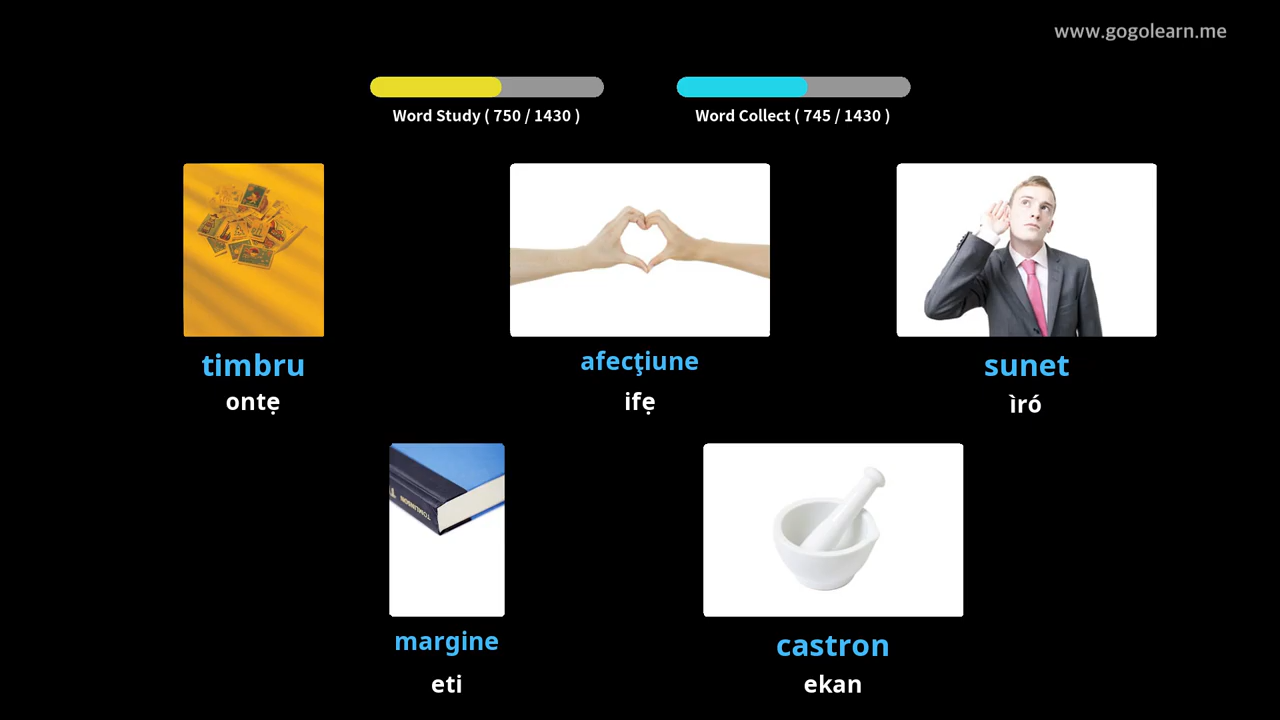 www.gogolearn.me
Word Study ( 750 / 1430 )
Word Collect ( 745 / 1430 )
timbru
ontẹ
afecţiune
ifẹ
sunet
ìró
TOMLINSON
margine
eti
castron
ekan